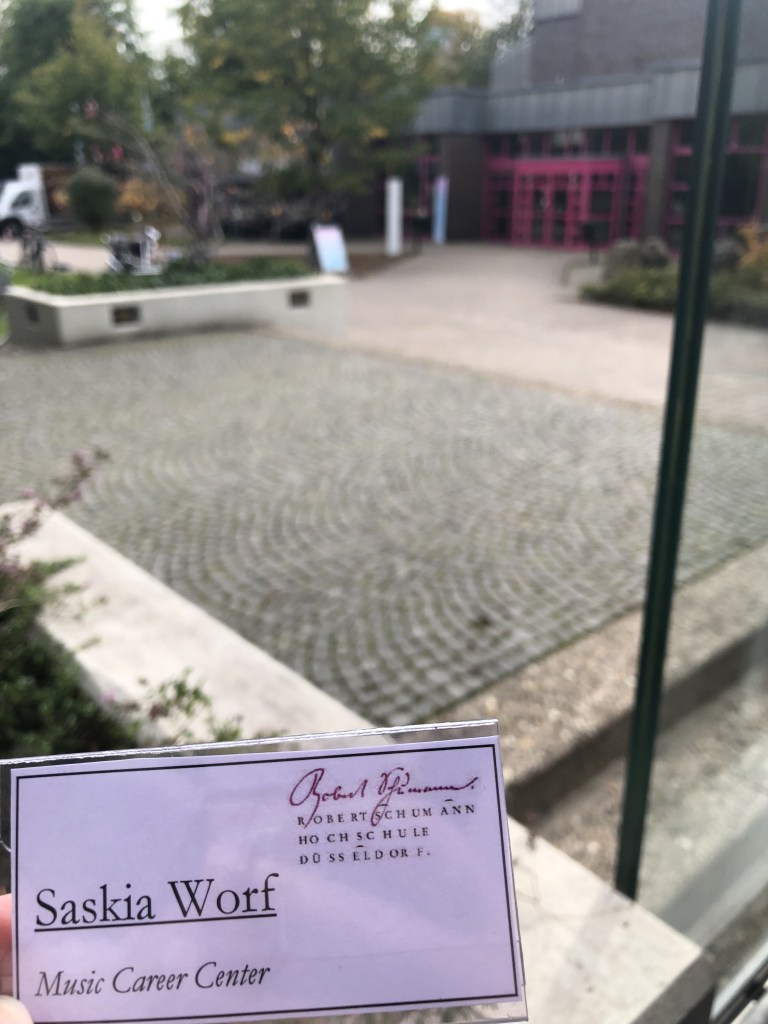 Robert Schumann
ROBERT SCHUMANN
HOCHSCHULE
DÜSSELDORF.
Saskia Worf
Music Career Center